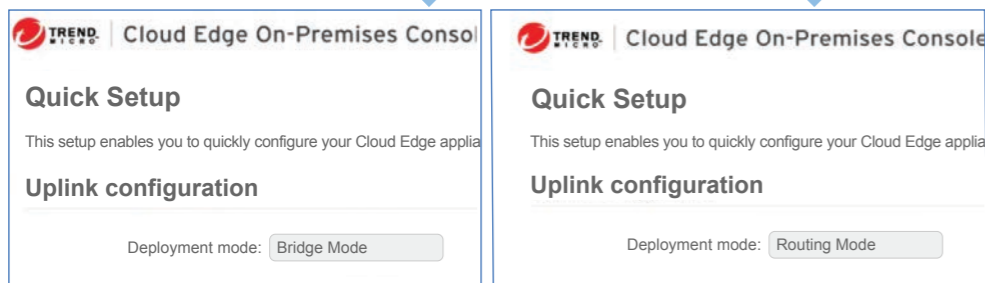 TREND MICRO Cloud Edge On-Premises Consol
Quick Setup
This setup enables you to quickly configure your Cloud Edge applia
Uplink configuration
Deployment mode: Bridge Mode
TREND MICRO Cloud Edge On-Premises Console
Quick Setup
This setup enables you to quickly configure your Cloud Edge applia
Uplink configuration
Deployment mode: Routing Mode